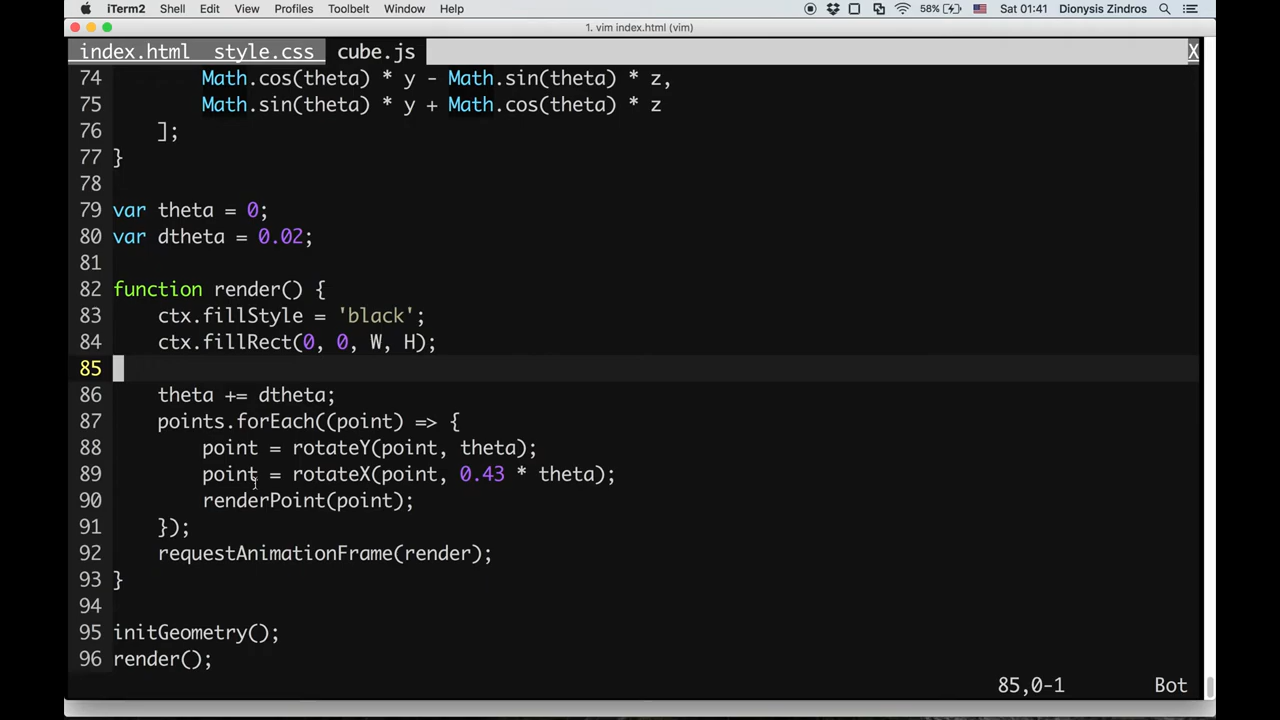 iTerm2 Shell Edit View Profiles Toolbelt Window Help 58% Sat 01:41 Dionysis Zindros
1. vim index.html (vim)
index.html style.css cube.js X
74 Math.cos(theta) * y - Math.sin(theta) * z,
75 Math.sin(theta) * y + Math.cos(theta) * z
76 ];
77 }
78
79 var theta = 0;
80 var dtheta = 0.02;
81
82 function render() {
83 ctx.fillStyle = 'black';
84 ctx.fillRect(0, 0, W, H);
85
86 theta += dtheta;
87 points.forEach((point) => {
88 point = rotateY(point, theta);
89 point = rotateX(point, 0.43 * theta);
90 renderPoint(point);
91 });
92 requestAnimationFrame(render);
93 }
94
95 initGeometry();
96 render();
85,0-1 Bot